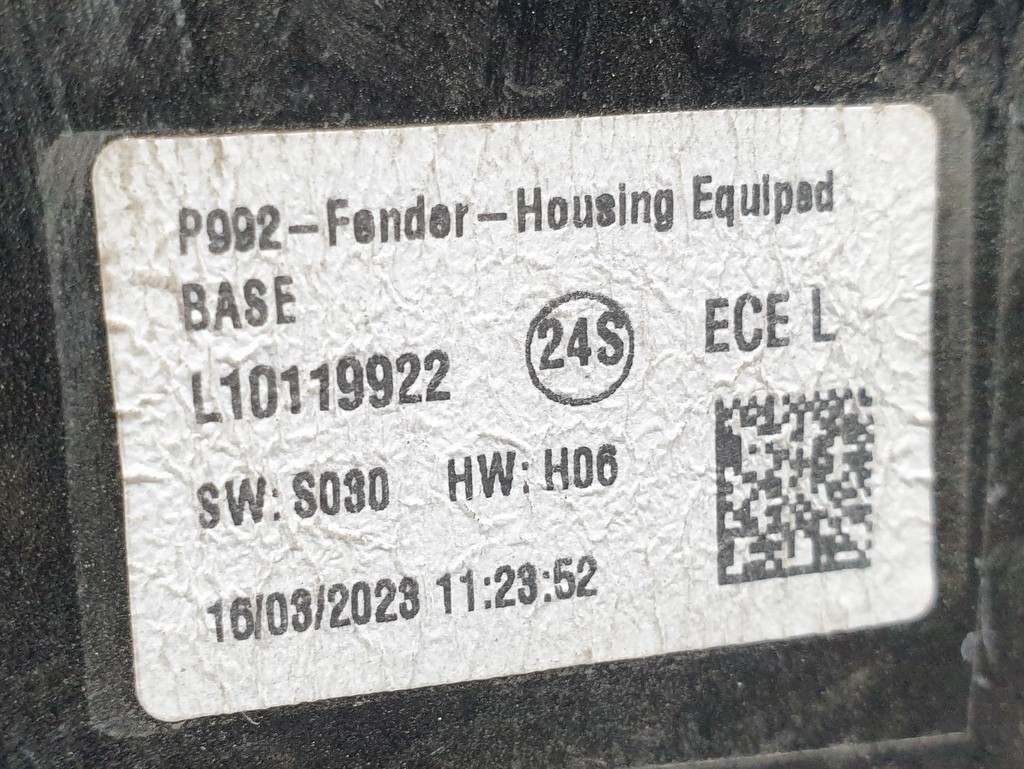 P992-Fender-Housing Equiped
BASE
24S
ECE L
L10119922
SW: S030 HW: H06
16/03/2023 11:23:52